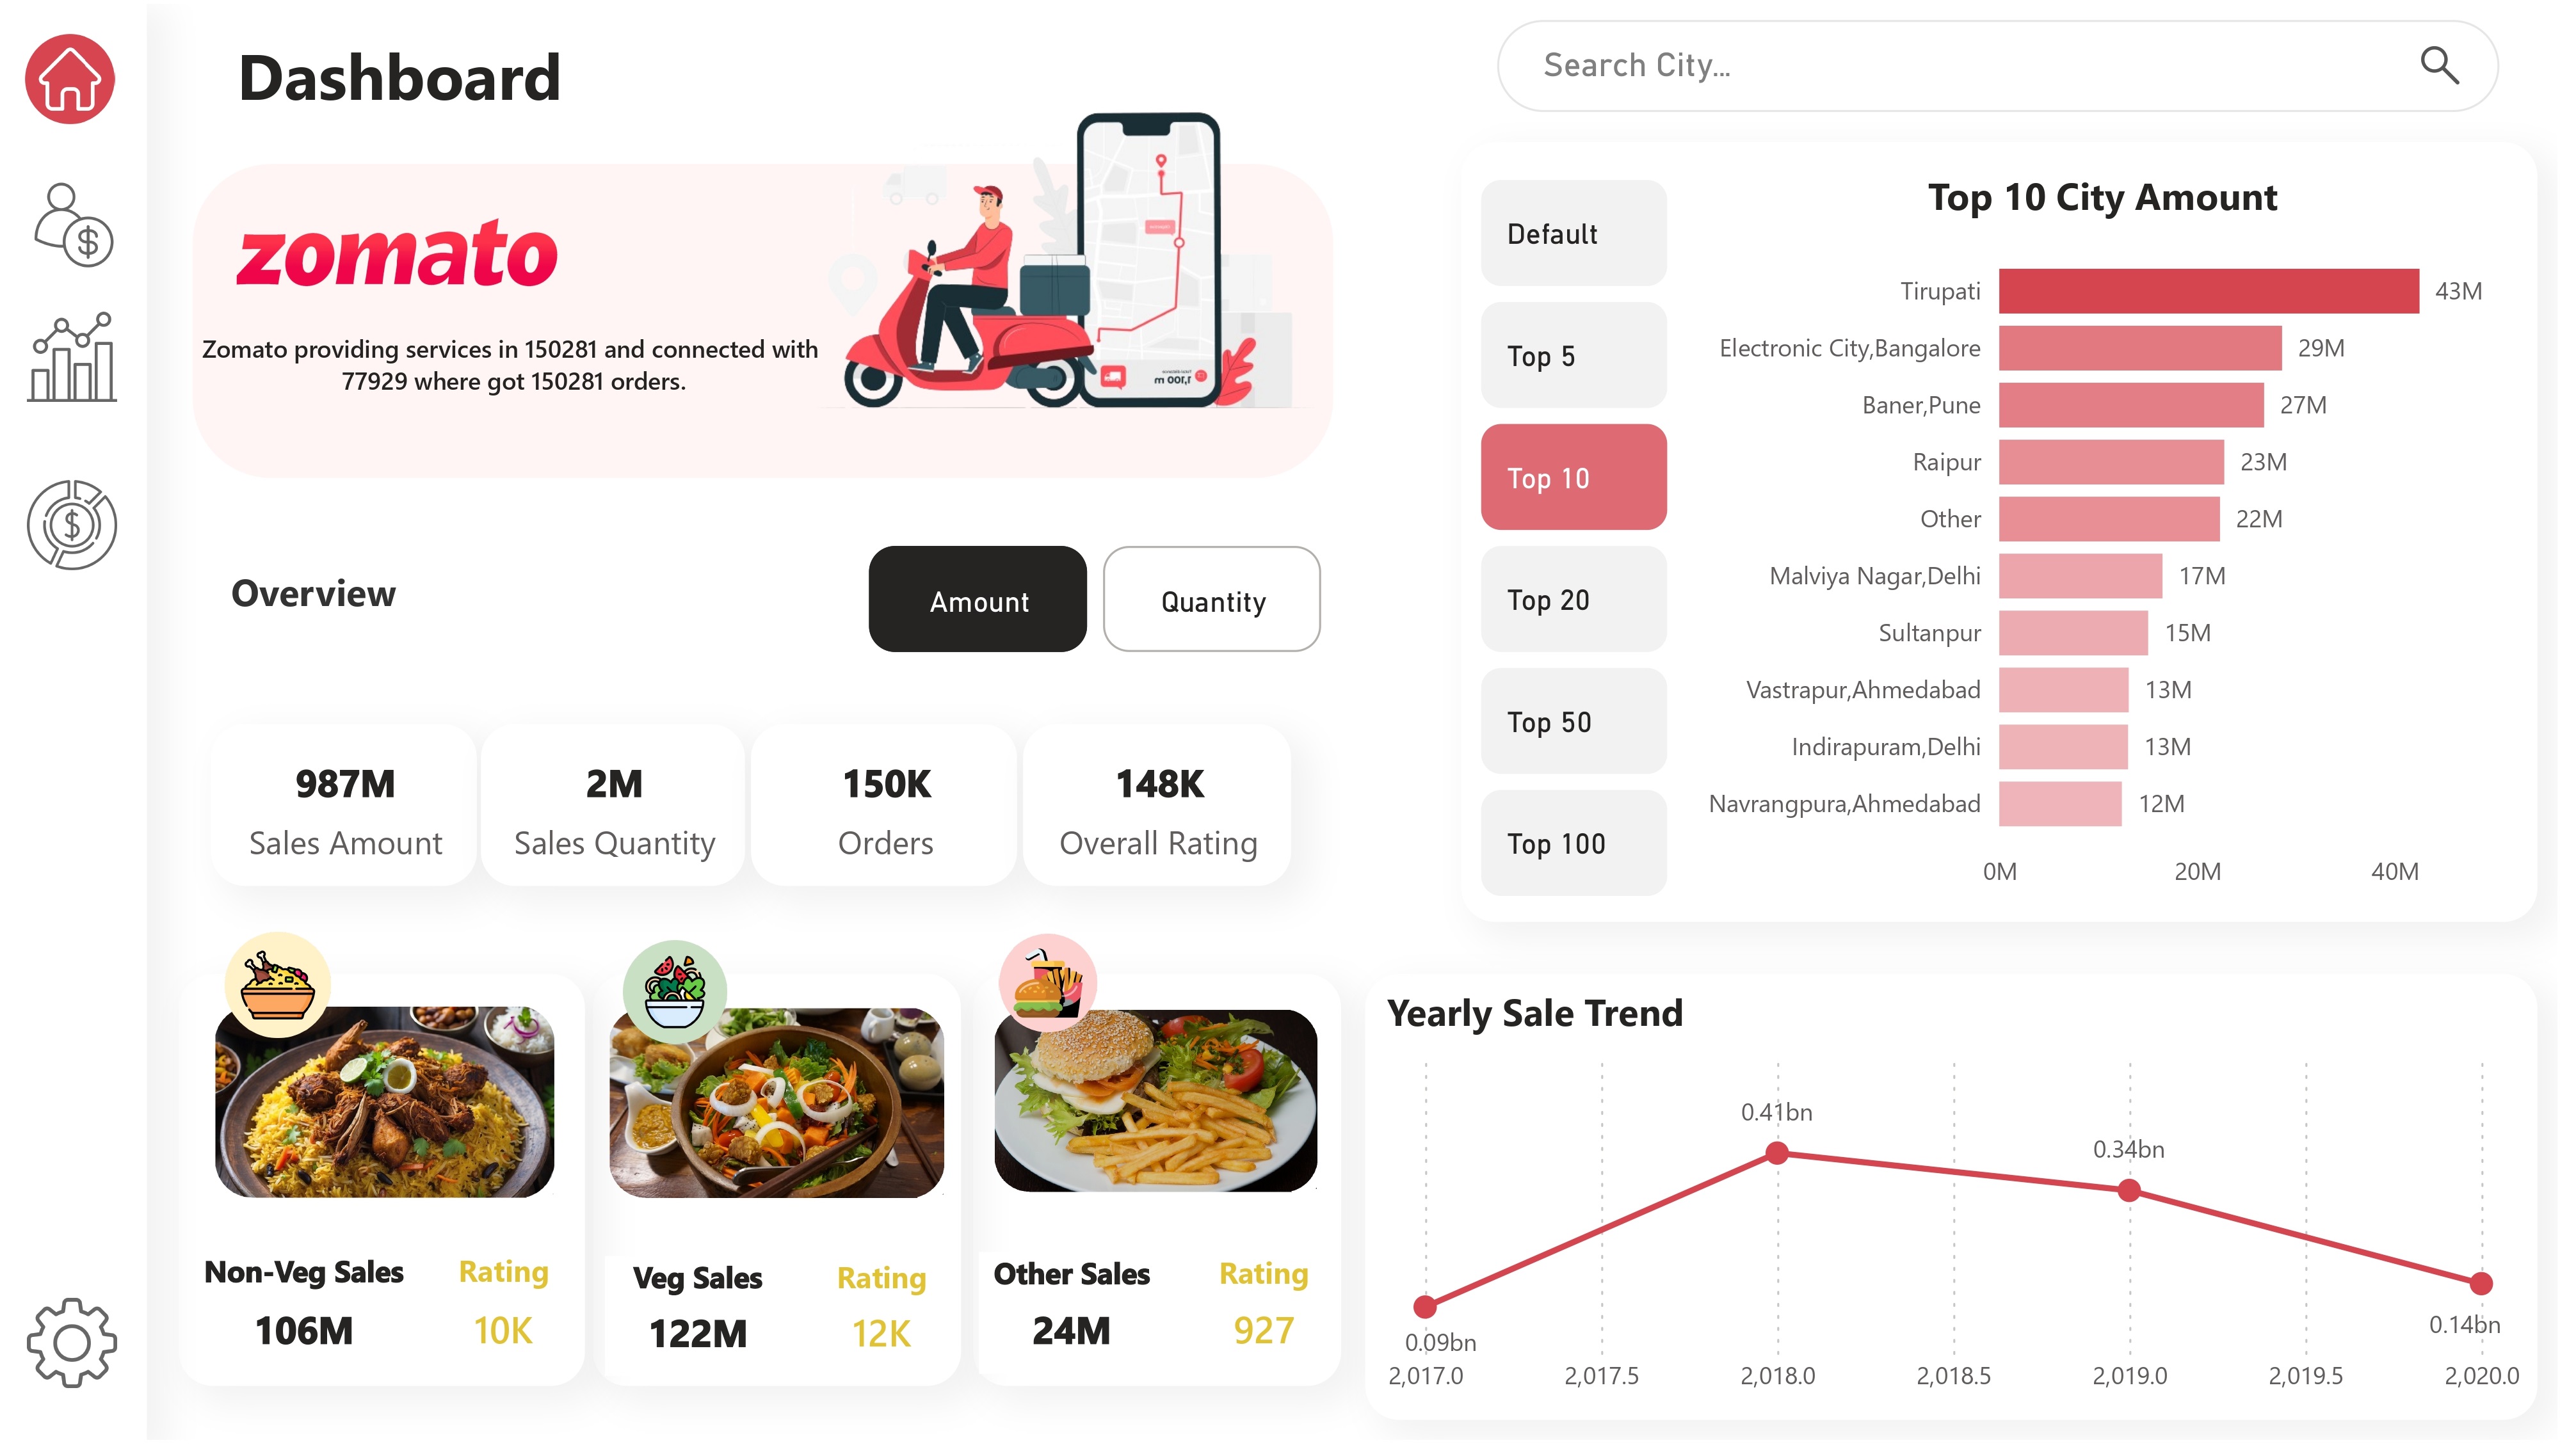 Dashboard
Search City...
zomato
Zomato providing services in 150281 and connected with
77929 where got 150281 orders.
Overview
Amount
Quantity
987M
Sales Amount
2M
Sales Quantity
150K
Orders
148K
Overall Rating
Default
Top 5
Top 10
Top 20
Top 50
Top 100
Top 10 City Amount
Tirupati 43M
Electronic City,Bangalore 29M
Baner,Pune 27M
Raipur 23M
Other 22M
Malviya Nagar,Delhi 17M
Sultanpur 15M
Vastrapur,Ahmedabad 13M
Indirapuram,Delhi 13M
Navrangpura,Ahmedabad 12M
0M 20M 40M
Non-Veg Sales Rating
106M 10K
Veg Sales Rating
122M 12K
Other Sales Rating
24M 927
Yearly Sale Trend
0.41bn
0.34bn
0.14bn
0.09bn
2,017.0 2,017.5 2,018.0 2,018.5 2,019.0 2,019.5 2,020.0